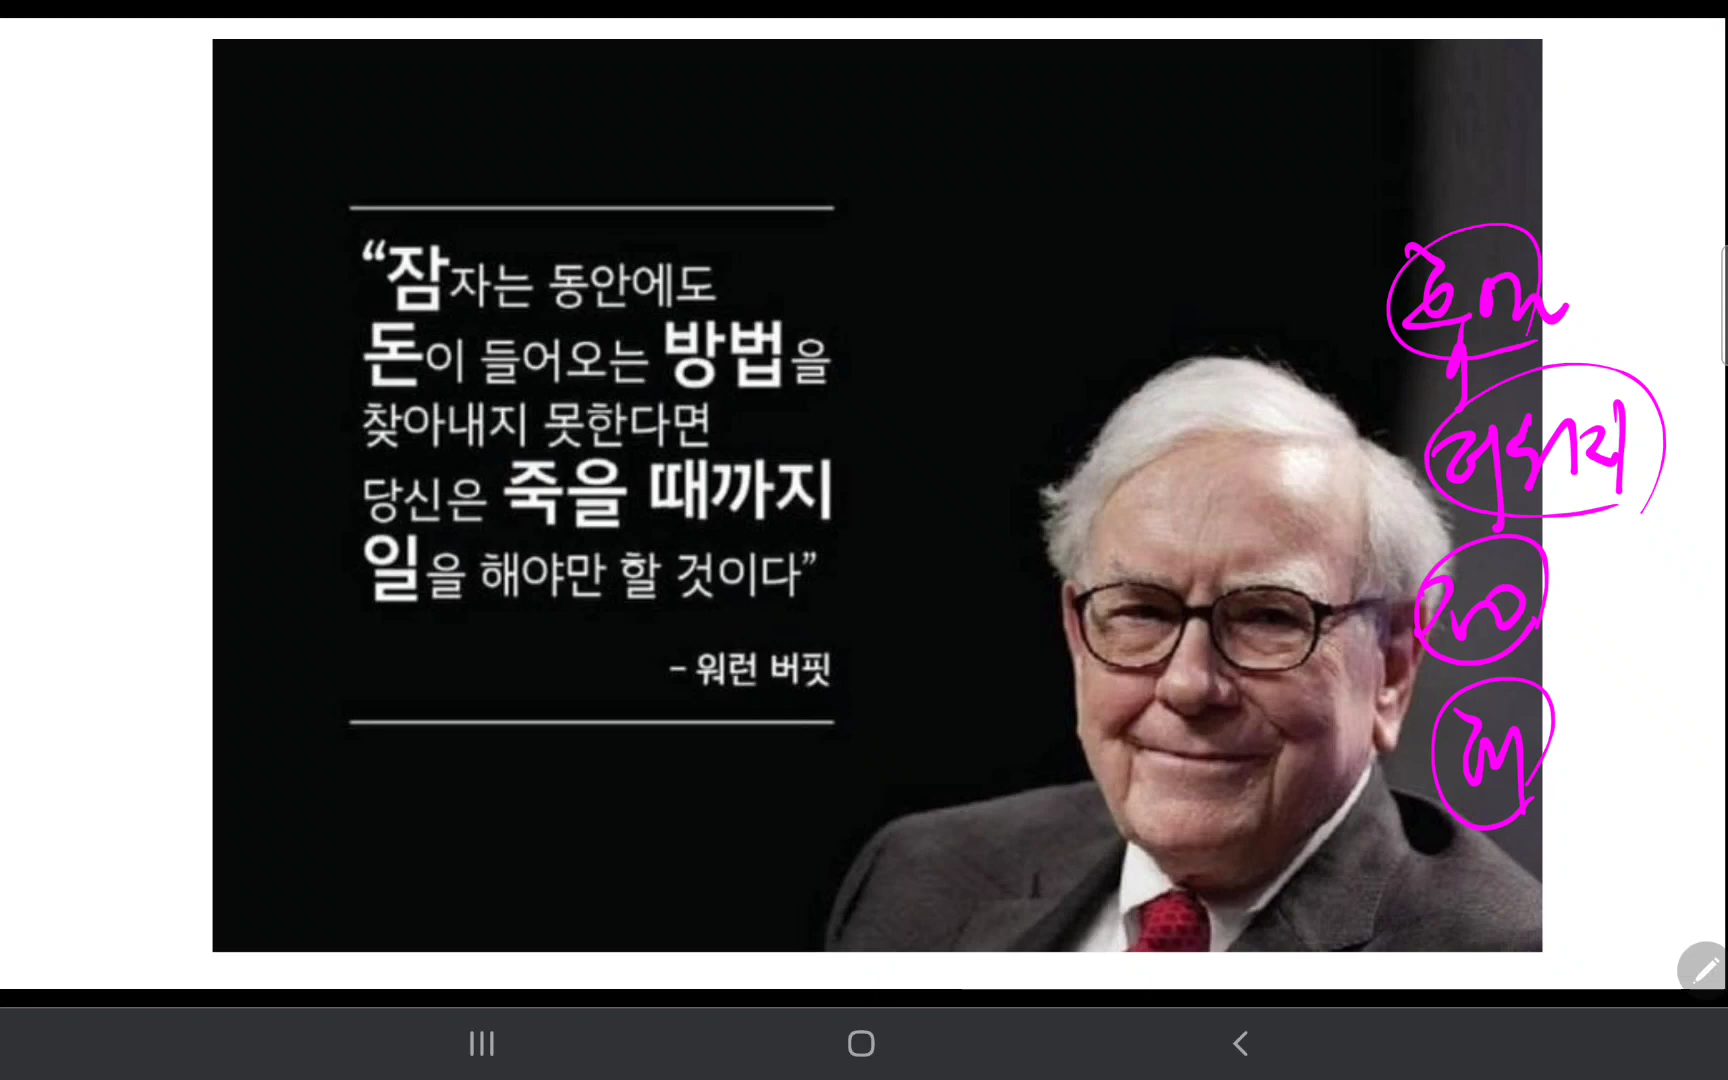 “잠자는 동안에도
돈이 들어오는 방법을
찾아내지 못한다면
당신은 죽을 때까지
일을 해야만 할 것이다”
– 워런 버핏